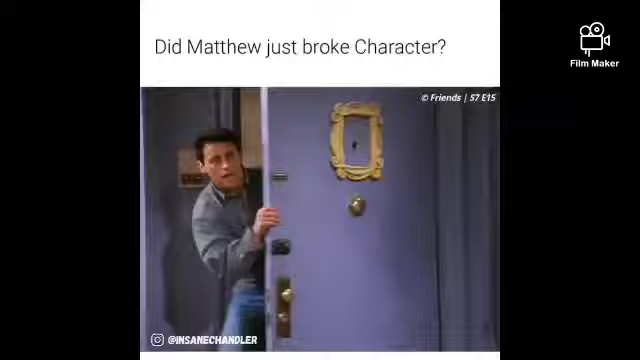 Did Matthew just broke Character?
Film Maker
© Friends | S7 E15
@INSANECHANDLER